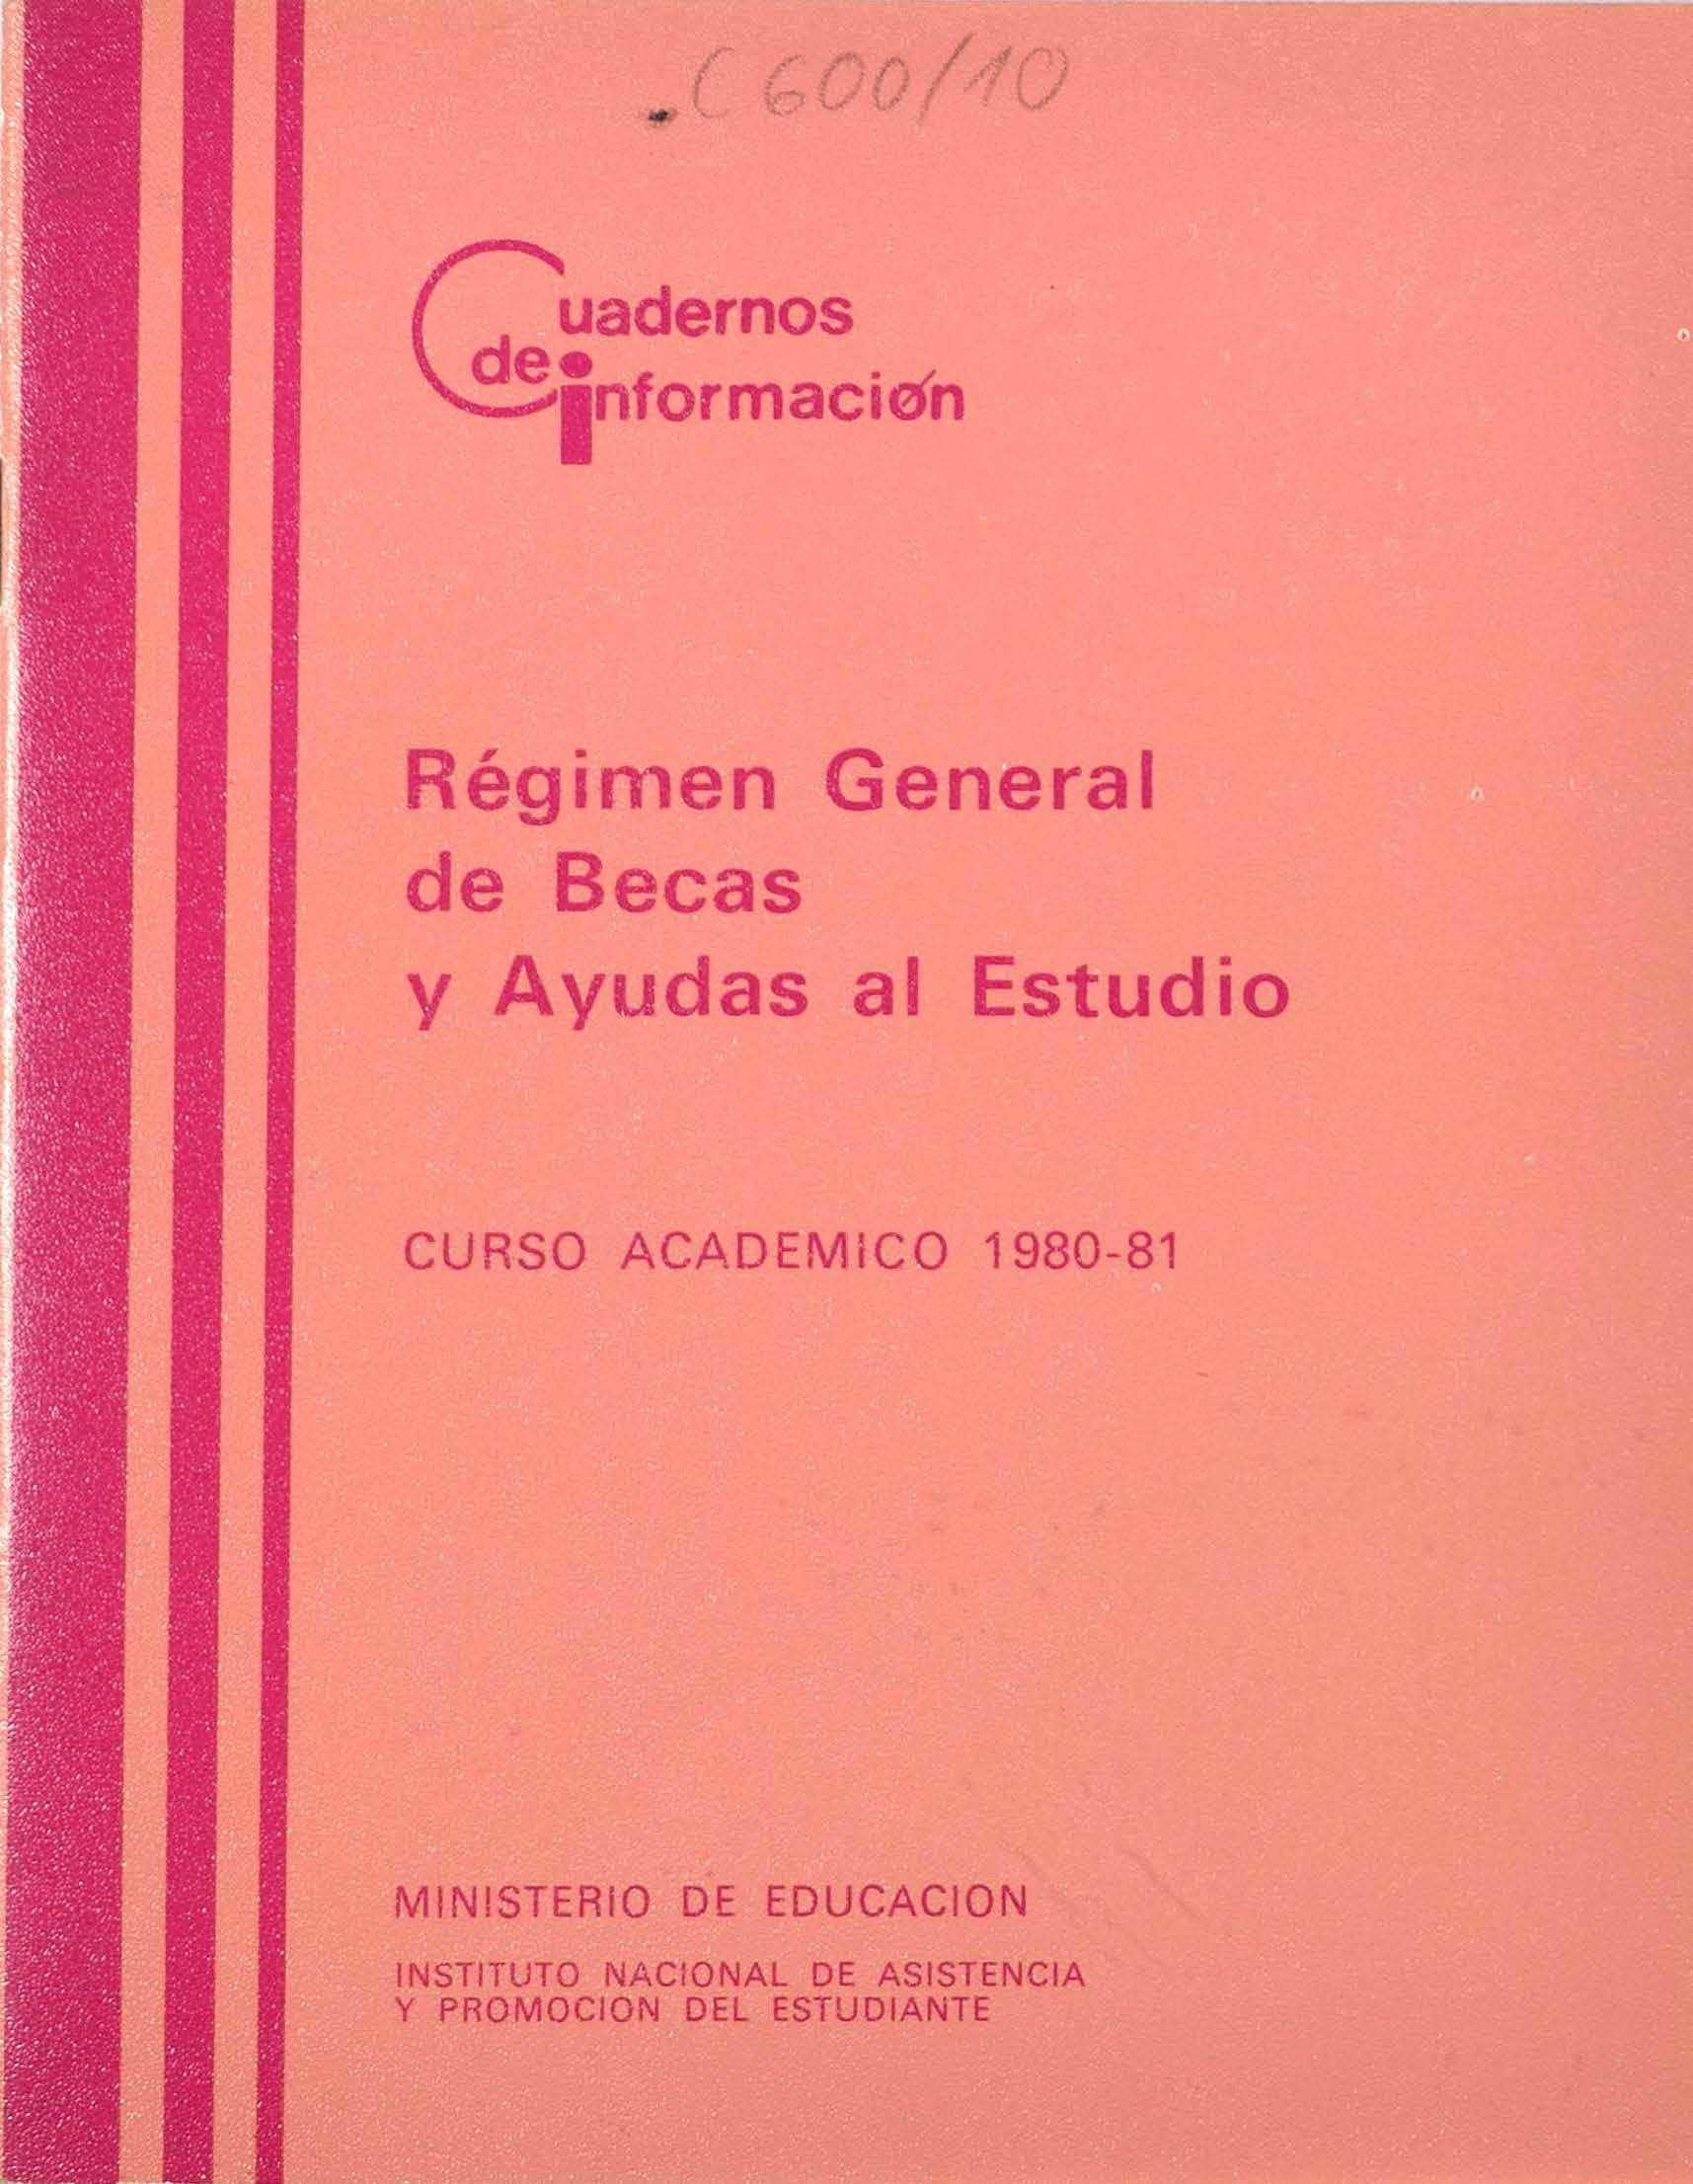 C 600/10
Cuadernos
de información
Régimen General
de Becas
y Ayudas al Estudio
CURSO ACADEMICO 1980-81
MINISTERIO DE EDUCACION
INSTITUTO NACIONAL DE ASISTENCIA
Y PROMOCION DEL ESTUDIANTE